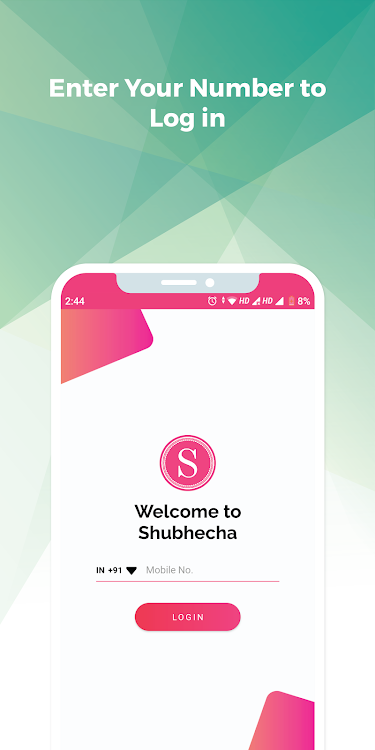 Enter Your Number to
Log in
2:44 HD HD 8%
S
Welcome to
Shubhecha
IN +91 Mobile No.
LOGIN